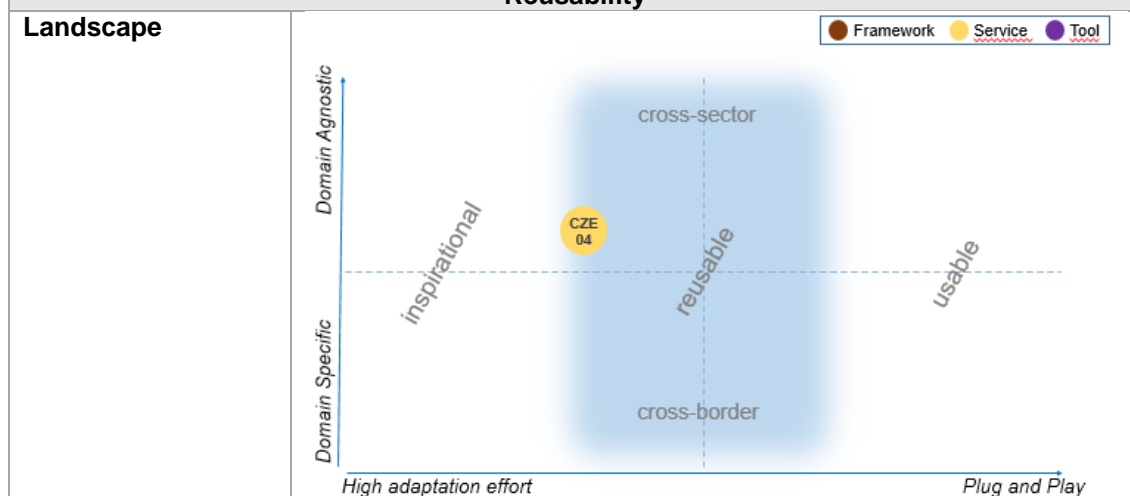 Reusability
Landscape
Framework Service Tool
Domain Agnostic
cross-sector
CZE
04
inspirational
reusable
usable
Domain Specific
cross-border
High adaptation effort
Plug and Play